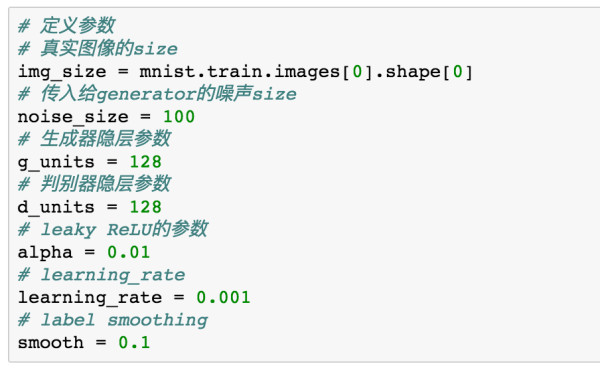 # 定义参数
# 真实图像的size
img_size = mnist.train.images[0].shape[0]
# 传入给generator的噪声size
noise_size = 100
# 生成器隐层参数
g_units = 128
# 判别器隐层参数
d_units = 128
# leaky ReLU的参数
alpha = 0.01
# learning_rate
learning_rate = 0.001
# label smoothing
smooth = 0.1